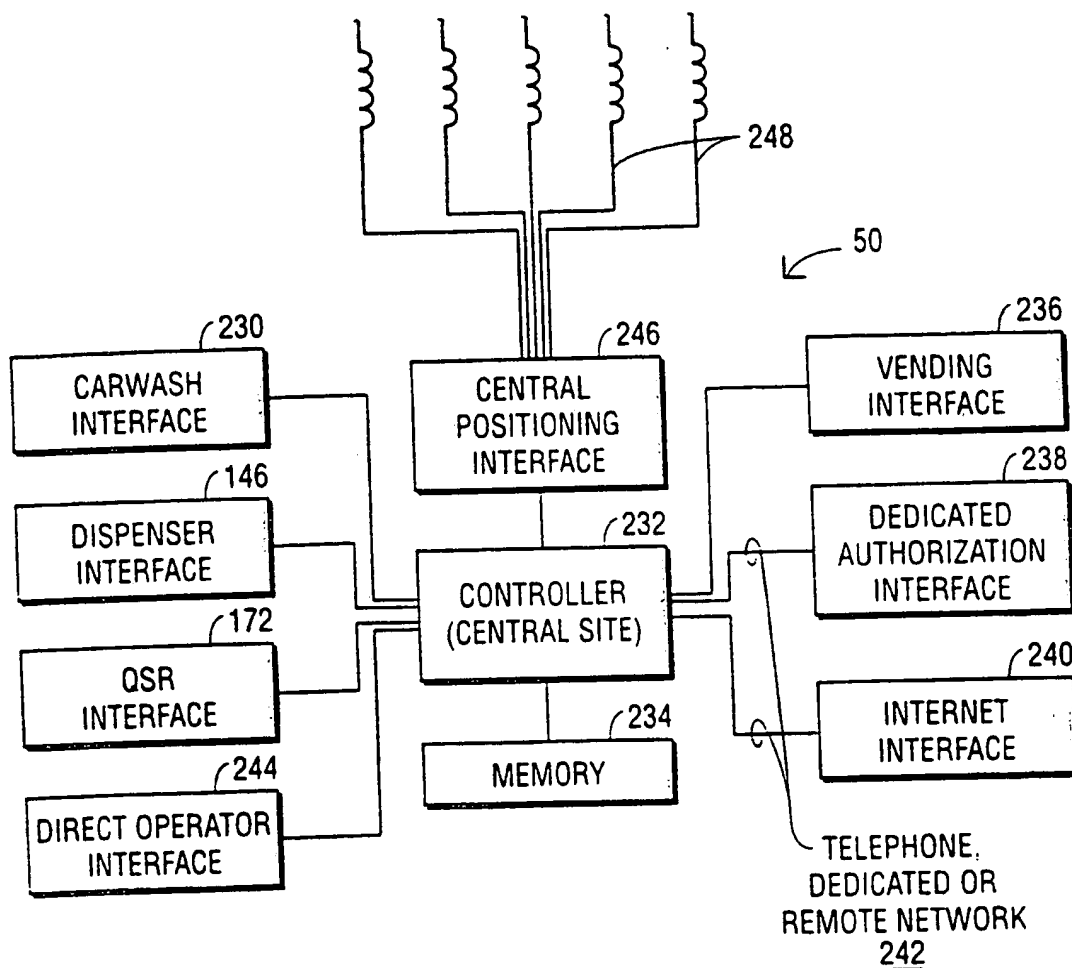 248
50
230
CARWASH
INTERFACE
246
CENTRAL
POSITIONING
INTERFACE
236
VENDING
INTERFACE
146
DISPENSER
INTERFACE
232
CONTROLLER
(CENTRAL SITE)
238
DEDICATED
AUTHORIZATION
INTERFACE
172
QSR
INTERFACE
234
MEMORY
240
INTERNET
INTERFACE
244
DIRECT OPERATOR
INTERFACE
TELEPHONE,
DEDICATED OR
REMOTE NETWORK
242